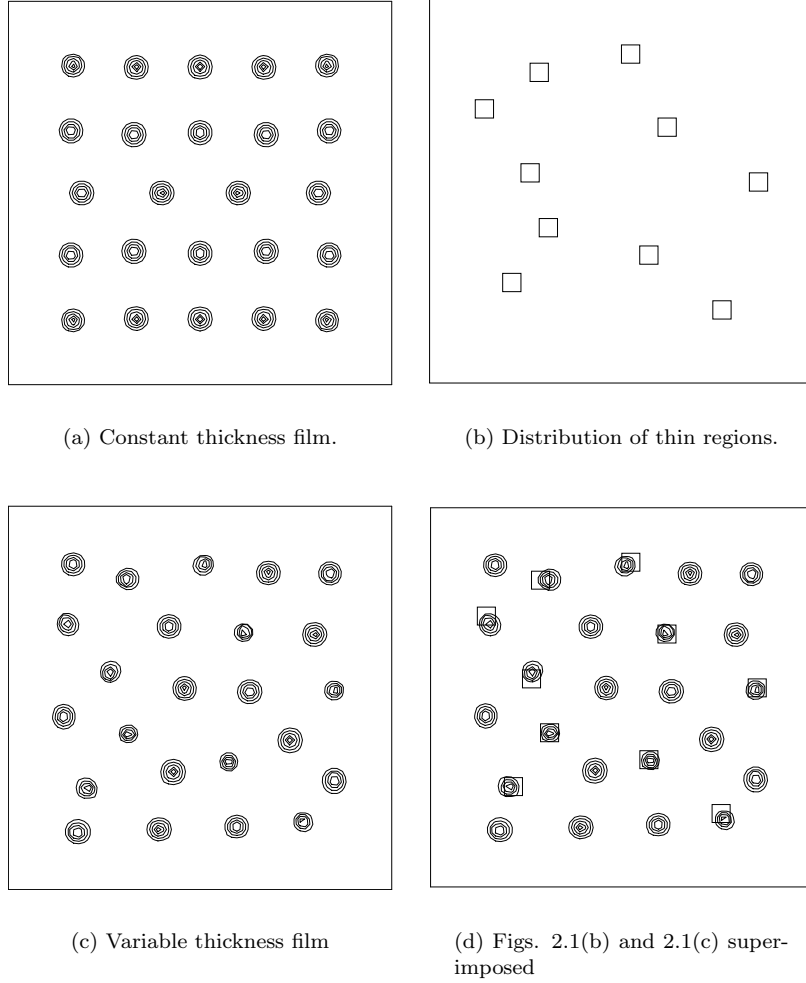 (a) Constant thickness film.
(b) Distribution of thin regions.
(c) Variable thickness film
(d) Figs. 2.1(b) and 2.1(c) super-
imposed